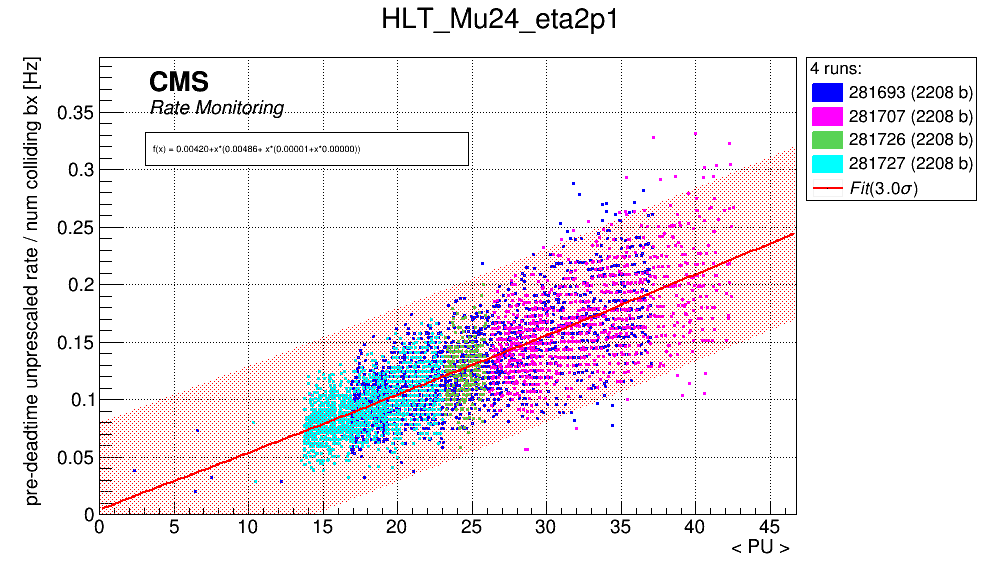 HLT_Mu24_eta2p1
CMS
Rate Monitoring
f(x) = 0.00420+x*(0.00486+ x*(0.00001+x*0.00000))
pre-deadtime unprescaled rate / num colliding bx [Hz]
0.35
0.3
0.25
0.2
0.15
0.1
0.05
0
0 5 10 15 20 25 30 35 40 45
< PU >
4 runs:
281693 (2208 b)
281707 (2208 b)
281726 (2208 b)
281727 (2208 b)
Fit(3.0σ)